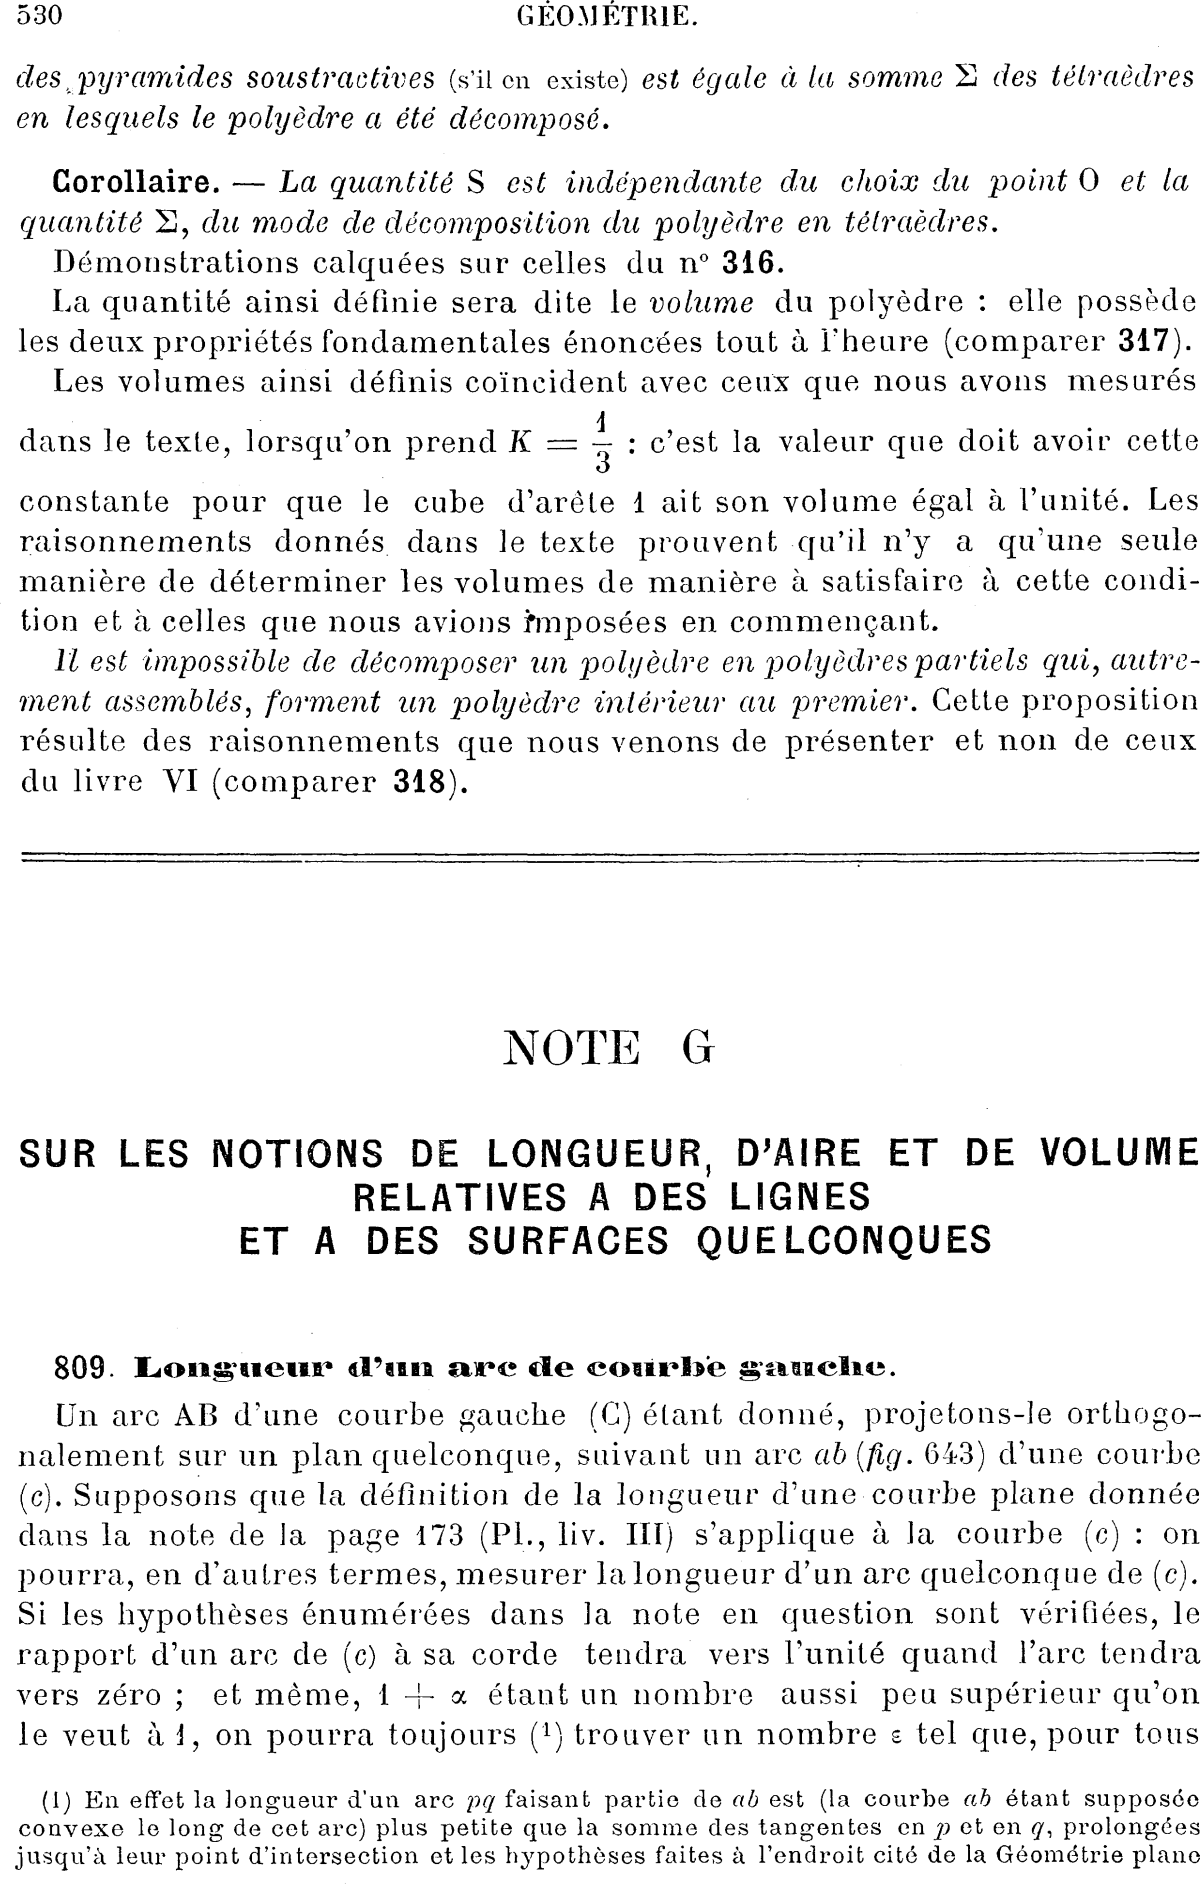 530 GÉOMÉTRIE.
des pyramides soustractives (s'il en existe) est égale à la somme Σ des tétraèdres
en lesquels le polyèdre a été décomposé.
Corollaire. — La quantité S est indépendante du choix du point O et la
quantité Σ, du mode de décomposition du polyèdre en tétraèdres.
Démonstrations calquées sur celles du n° 316.
La quantité ainsi définie sera dite le volume du polyèdre : elle possède
les deux propriétés fondamentales énoncées tout à l'heure (comparer 317).
Les volumes ainsi définis coïncident avec ceux que nous avons mesurés
dans le texte, lorsqu'on prend K = 1/3 : c'est la valeur que doit avoir cette
constante pour que le cube d'arête 1 ait son volume égal à l'unité. Les
raisonnements donnés dans le texte prouvent qu'il n'y a qu'une seule
manière de déterminer les volumes de manière à satisfaire à cette condi-
tion et à celles que nous avions imposées en commençant.
Il est impossible de décomposer un polyèdre en polyèdres partiels qui, autre-
ment assemblés, forment un polyèdre intérieur au premier. Cette proposition
résulte des raisonnements que nous venons de présenter et non de ceux
du livre VI (comparer 318).
NOTE G
SUR LES NOTIONS DE LONGUEUR, D'AIRE ET DE VOLUME
RELATIVES A DES LIGNES
ET A DES SURFACES QUELCONQUES
809. Longueur d'un arc de courbe gauche.
Un arc AB d'une courbe gauche (C) étant donné, projetons-le orthogo-
nalement sur un plan quelconque, suivant un arc ab (fig. 643) d'une courbe
(c). Supposons que la définition de la longueur d'une courbe plane donnée
dans la note de la page 173 (Pl., liv. III) s'applique à la courbe (c) : on
pourra, en d'autres termes, mesurer la longueur d'un arc quelconque de (c).
Si les hypothèses énumérées dans la note en question sont vérifiées, le
rapport d'un arc de (c) à sa corde tendra vers l'unité quand l'arc tendra
vers zéro ; et même, 1 + α étant un nombre aussi peu supérieur qu'on
le veut à 1, on pourra toujours (¹) trouver un nombre ε tel que, pour tous
(1) En effet la longueur d'un arc pq faisant partie de ab est (la courbe ab étant supposée
convexe le long de cet arc) plus petite que la somme des tangentes en p et en q, prolongées
jusqu'à leur point d'intersection et les hypothèses faites à l'endroit cité de la Géométrie plane